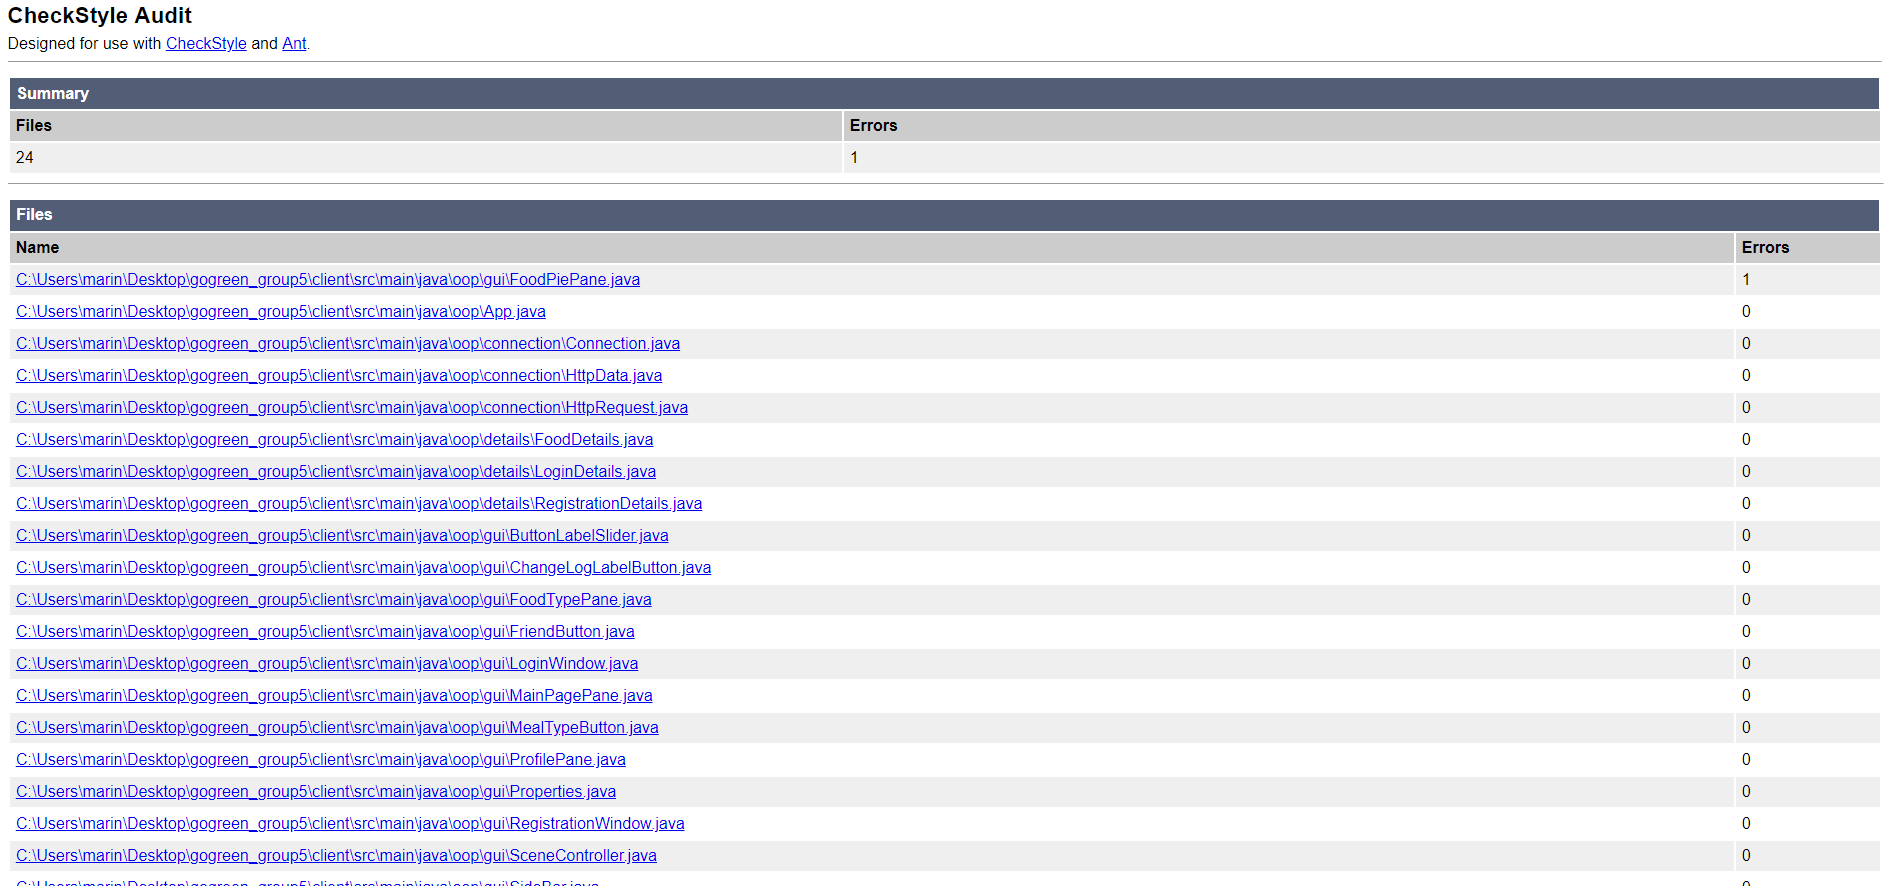 CheckStyle Audit
Designed for use with CheckStyle and Ant.
Summary
Files Errors
24 1
Files
Name Errors
C:\Users\marin\Desktop\gogreen_group5\client\src\main\java\oop\gui\FoodPiePane.java 1
C:\Users\marin\Desktop\gogreen_group5\client\src\main\java\oop\App.java 0
C:\Users\marin\Desktop\gogreen_group5\client\src\main\java\oop\connection\Connection.java 0
C:\Users\marin\Desktop\gogreen_group5\client\src\main\java\oop\connection\HttpData.java 0
C:\Users\marin\Desktop\gogreen_group5\client\src\main\java\oop\connection\HttpRequest.java 0
C:\Users\marin\Desktop\gogreen_group5\client\src\main\java\oop\details\FoodDetails.java 0
C:\Users\marin\Desktop\gogreen_group5\client\src\main\java\oop\details\LoginDetails.java 0
C:\Users\marin\Desktop\gogreen_group5\client\src\main\java\oop\details\RegistrationDetails.java 0
C:\Users\marin\Desktop\gogreen_group5\client\src\main\java\oop\gui\ButtonLabelSlider.java 0
C:\Users\marin\Desktop\gogreen_group5\client\src\main\java\oop\gui\ChangeLogLabelButton.java 0
C:\Users\marin\Desktop\gogreen_group5\client\src\main\java\oop\gui\FoodTypePane.java 0
C:\Users\marin\Desktop\gogreen_group5\client\src\main\java\oop\gui\FriendButton.java 0
C:\Users\marin\Desktop\gogreen_group5\client\src\main\java\oop\gui\LoginWindow.java 0
C:\Users\marin\Desktop\gogreen_group5\client\src\main\java\oop\gui\MainPagePane.java 0
C:\Users\marin\Desktop\gogreen_group5\client\src\main\java\oop\gui\MealTypeButton.java 0
C:\Users\marin\Desktop\gogreen_group5\client\src\main\java\oop\gui\ProfilePane.java 0
C:\Users\marin\Desktop\gogreen_group5\client\src\main\java\oop\gui\Properties.java 0
C:\Users\marin\Desktop\gogreen_group5\client\src\main\java\oop\gui\RegistrationWindow.java 0
C:\Users\marin\Desktop\gogreen_group5\client\src\main\java\oop\gui\SceneController.java 0
C:\Users\marin\Desktop\gogreen_group5\client\src\main\java\oop\gui\SideBar.java 0